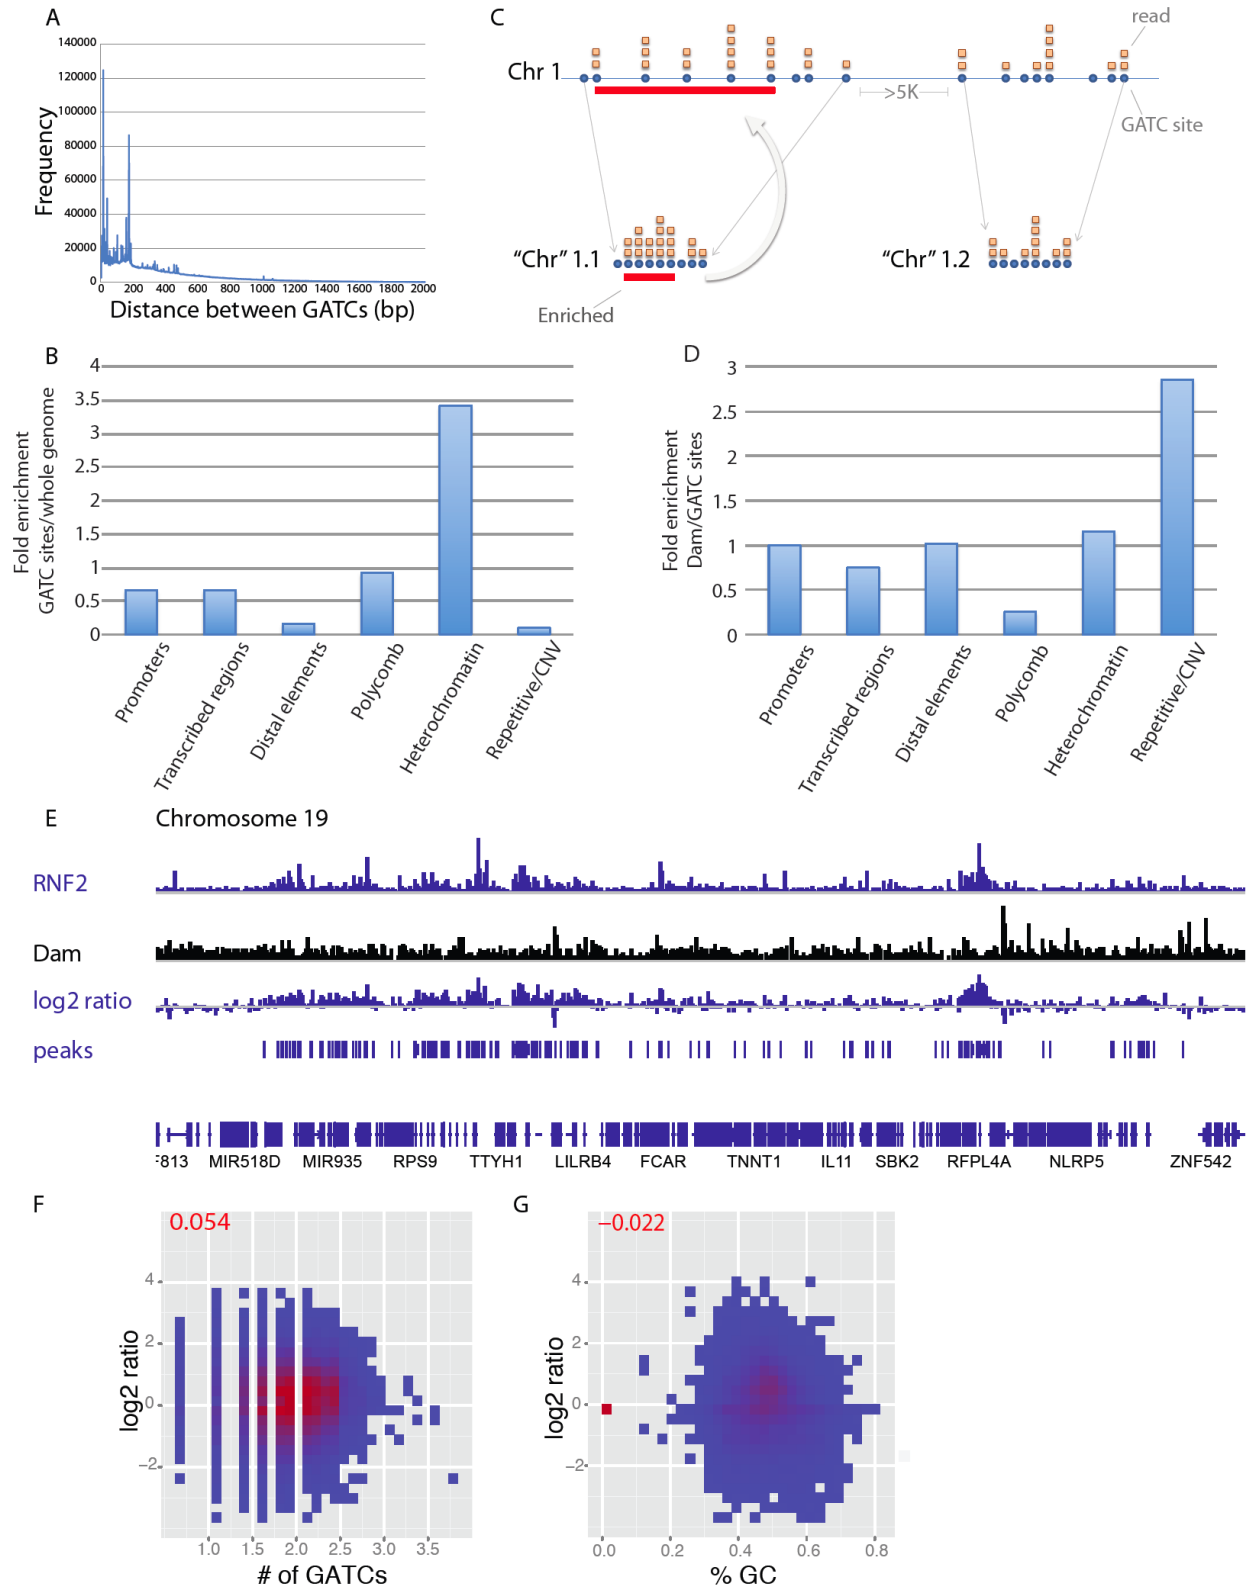 A
140000
120000
100000
80000
60000
40000
20000
0
Frequency
0 200 400 600 800 1000 1200 1400 1600 1800 2000
Distance between GATCs (bp)
C
read
Chr 1
>5K
GATC site
“Chr” 1.1
“Chr” 1.2
Enriched
B
4
3.5
3
2.5
2
1.5
1
0.5
0
Fold enrichment
GATC sites/whole genome
Promoters
Transcribed regions
Distal elements
Polycomb
Heterochromatin
Repetitive/CNV
D
3
2.5
2
1.5
1
0.5
0
Fold enrichment
Dam/GATC sites
Promoters
Transcribed regions
Distal elements
Polycomb
Heterochromatin
Repetitive/CNV
E
Chromosome 19
RNF2
Dam
log2 ratio
peaks
F813 MIR518D MIR935 RPS9 TTYH1 LILRB4 FCAR TNNT1 IL11 SBK2 RFPL4A NLRP5 ZNF542
F
0.054
4
2
0
−2
log2 ratio
1.0 1.5 2.0 2.5 3.0 3.5
# of GATCs
G
−0.022
4
2
0
−2
log2 ratio
0.0 0.2 0.4 0.6 0.8
% GC